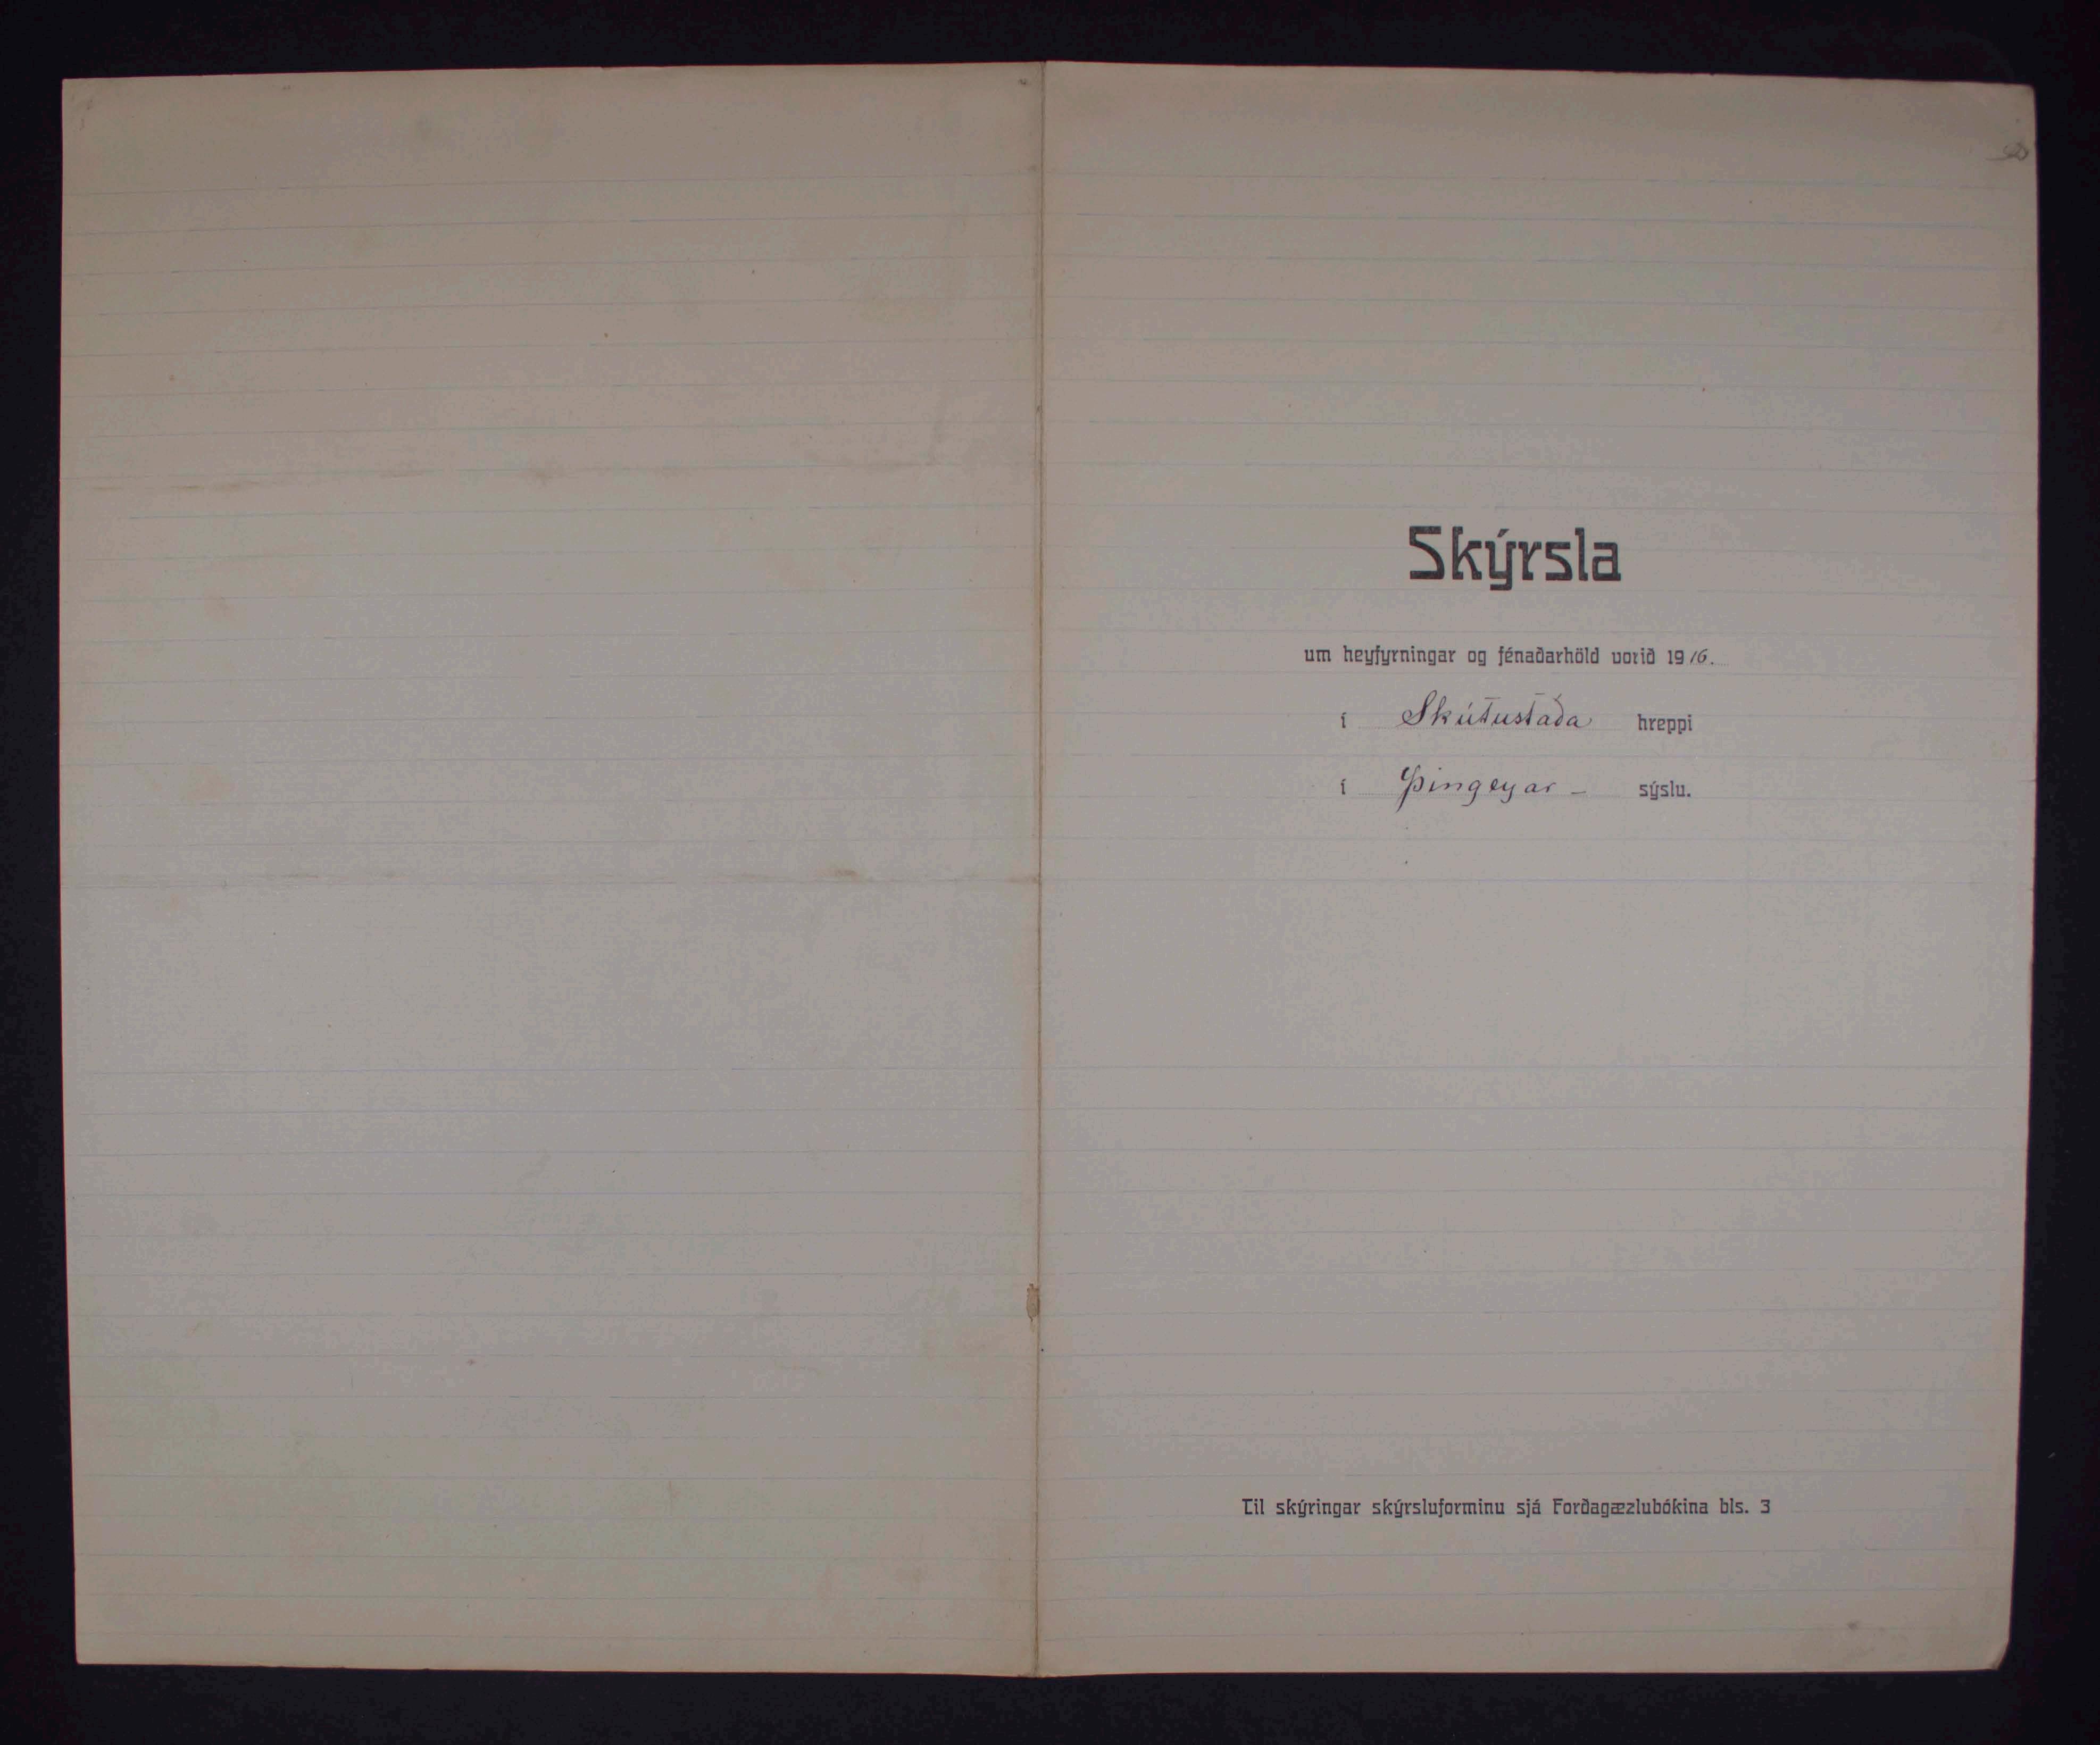 Skýrsla
um heyfyrningar og fénaðarhöld vorið 1916.
í Skútustaða hreppi
í Þingeyar - sýslu.
Til skýringar skýrsluforminu sjá Forðagæzlubókina bls. 3